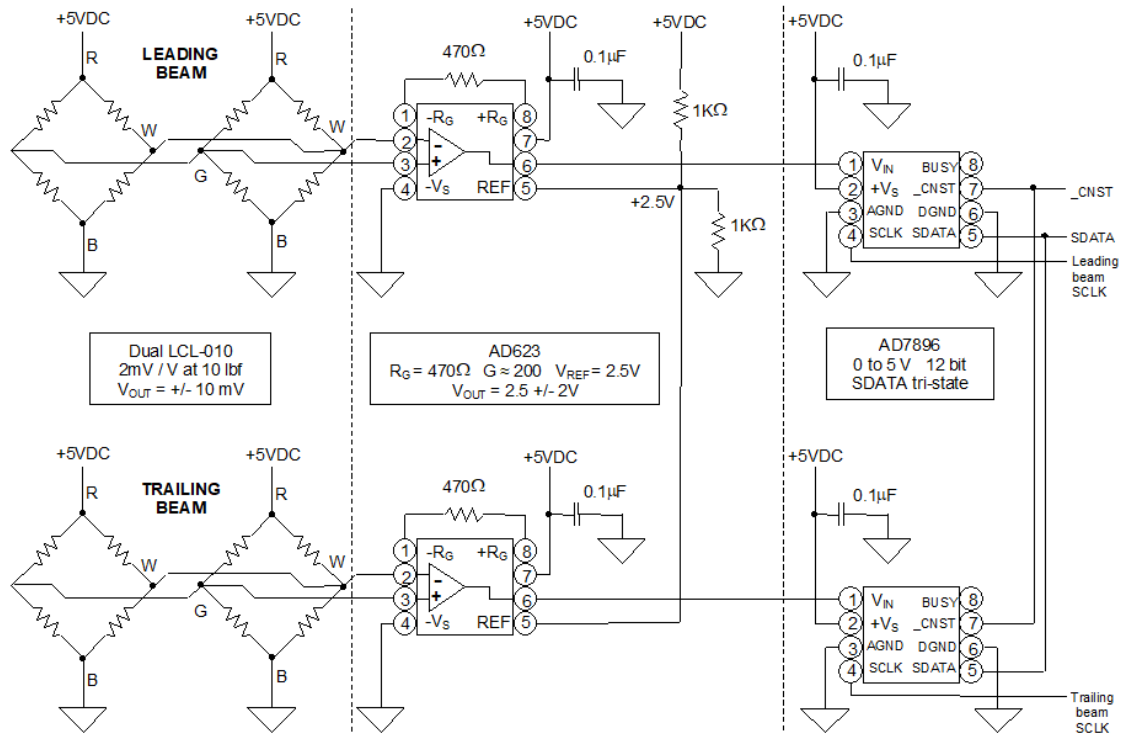 +5VDC +5VDC +5VDC +5VDC +5VDC
R LEADING BEAM R 470Ω 0.1µF 0.1µF
1KΩ
W W G
1 -RG +RG 8
2 - 7
3 + 6
4 -VS REF 5
+2.5V
1KΩ
B B
1 VIN BUSY 8
2 +VS _CNST 7
3 AGND DGND 6
4 SCLK SDATA 5
_CNST
SDATA
Leading
beam
SCLK
Dual LCL-010
2mV / V at 10 lbf
VOUT = +/- 10 mV
AD623
RG = 470Ω G ≈ 200 VREF = 2.5V
VOUT = 2.5 +/- 2V
AD7896
0 to 5 V 12 bit
SDATA tri-state
+5VDC +5VDC +5VDC +5VDC
R TRAILING BEAM R 470Ω 0.1µF 0.1µF
W W G
1 -RG +RG 8
2 - 7
3 + 6
4 -VS REF 5
B B
1 VIN BUSY 8
2 +VS _CNST 7
3 AGND DGND 6
4 SCLK SDATA 5
Trailing
beam
SCLK